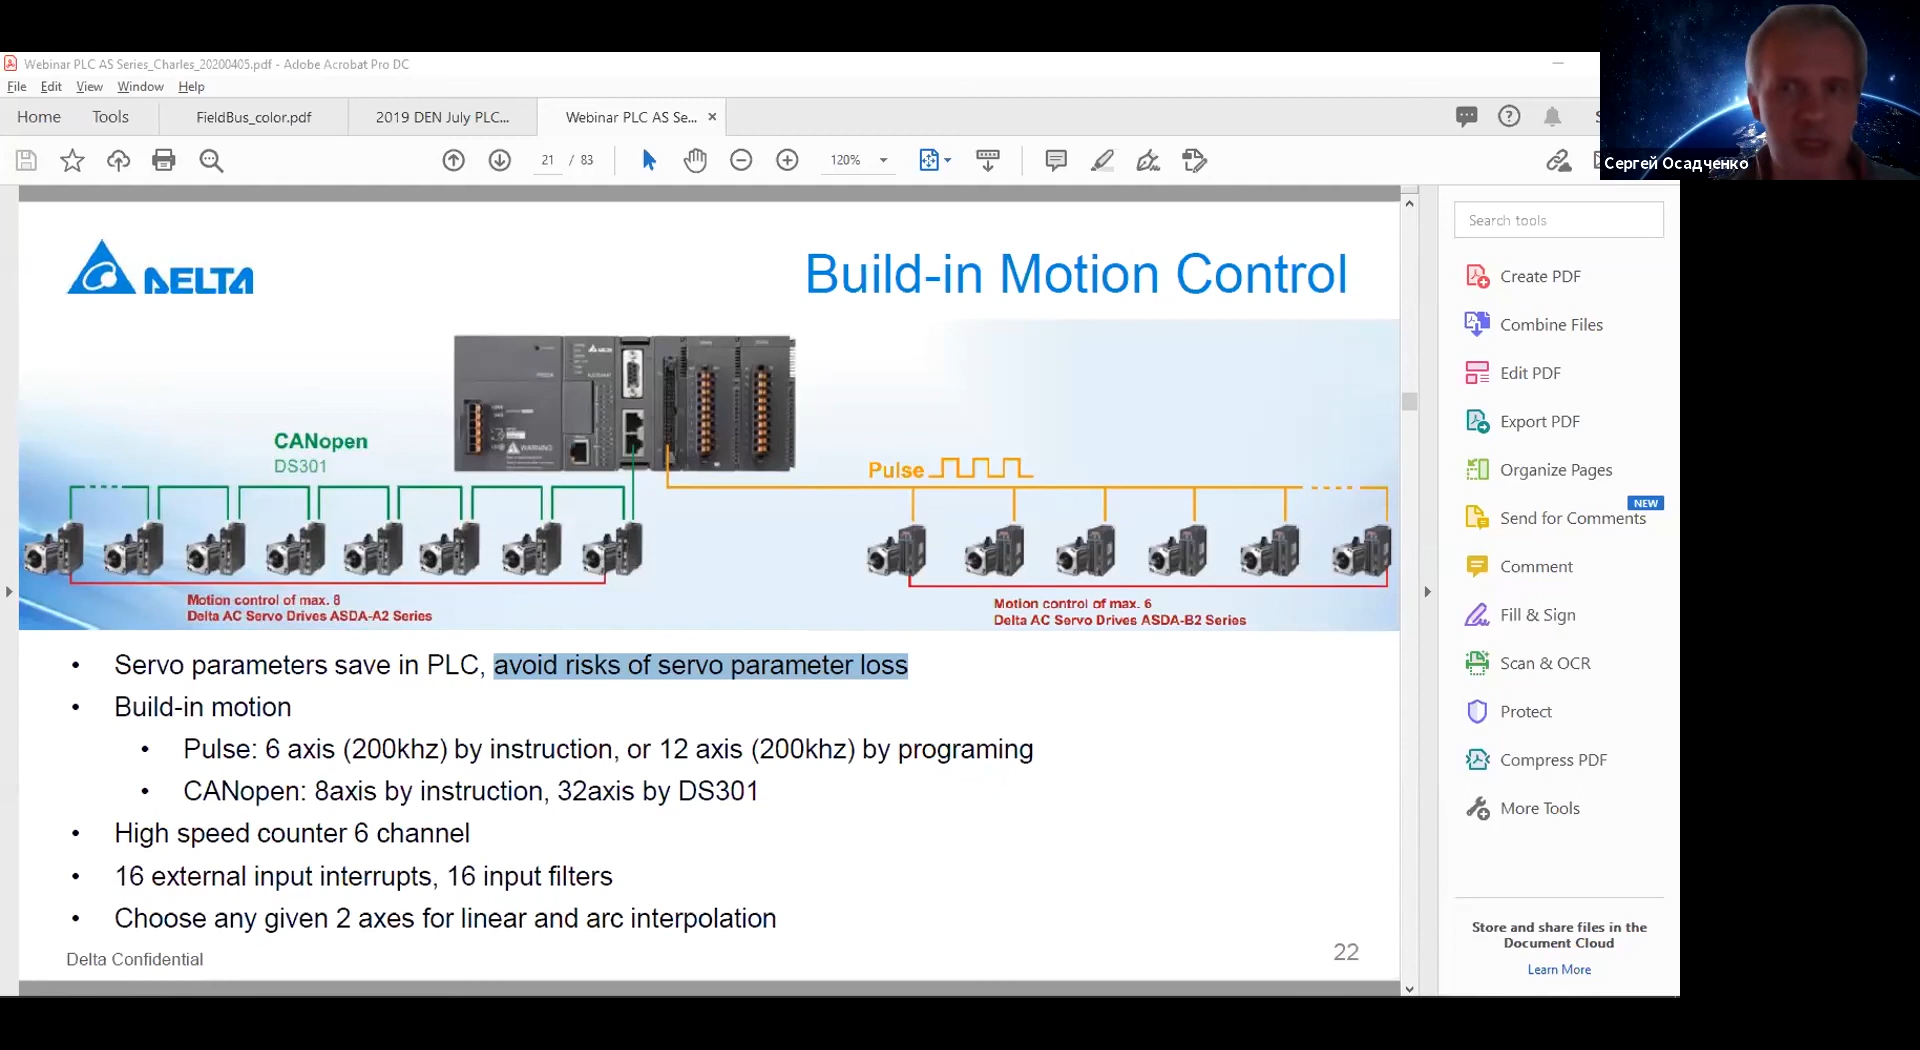 Webinar PLC AS Series_Charles_20200405.pdf - Adobe Acrobat Pro DC
File Edit View Window Help
Home Tools FieldBus_color.pdf 2019 DEN July PLC... Webinar PLC AS Se...
21 / 83 120%
Сергей Осадченко
Search tools
Create PDF
Combine Files
Edit PDF
Export PDF
Organize Pages
NEW
Send for Comments
Comment
Fill & Sign
Scan & OCR
Protect
Compress PDF
More Tools
Store and share files in the
Document Cloud
Learn More
DELTA
Build-in Motion Control
WARNING
CANopen
DS301
Pulse
Motion control of max. 8
Delta AC Servo Drives ASDA-A2 Series
Motion control of max. 6
Delta AC Servo Drives ASDA-B2 Series
• Servo parameters save in PLC, avoid risks of servo parameter loss
• Build-in motion
• Pulse: 6 axis (200khz) by instruction, or 12 axis (200khz) by programing
• CANopen: 8axis by instruction, 32axis by DS301
• High speed counter 6 channel
• 16 external input interrupts, 16 input filters
• Choose any given 2 axes for linear and arc interpolation
Delta Confidential
22